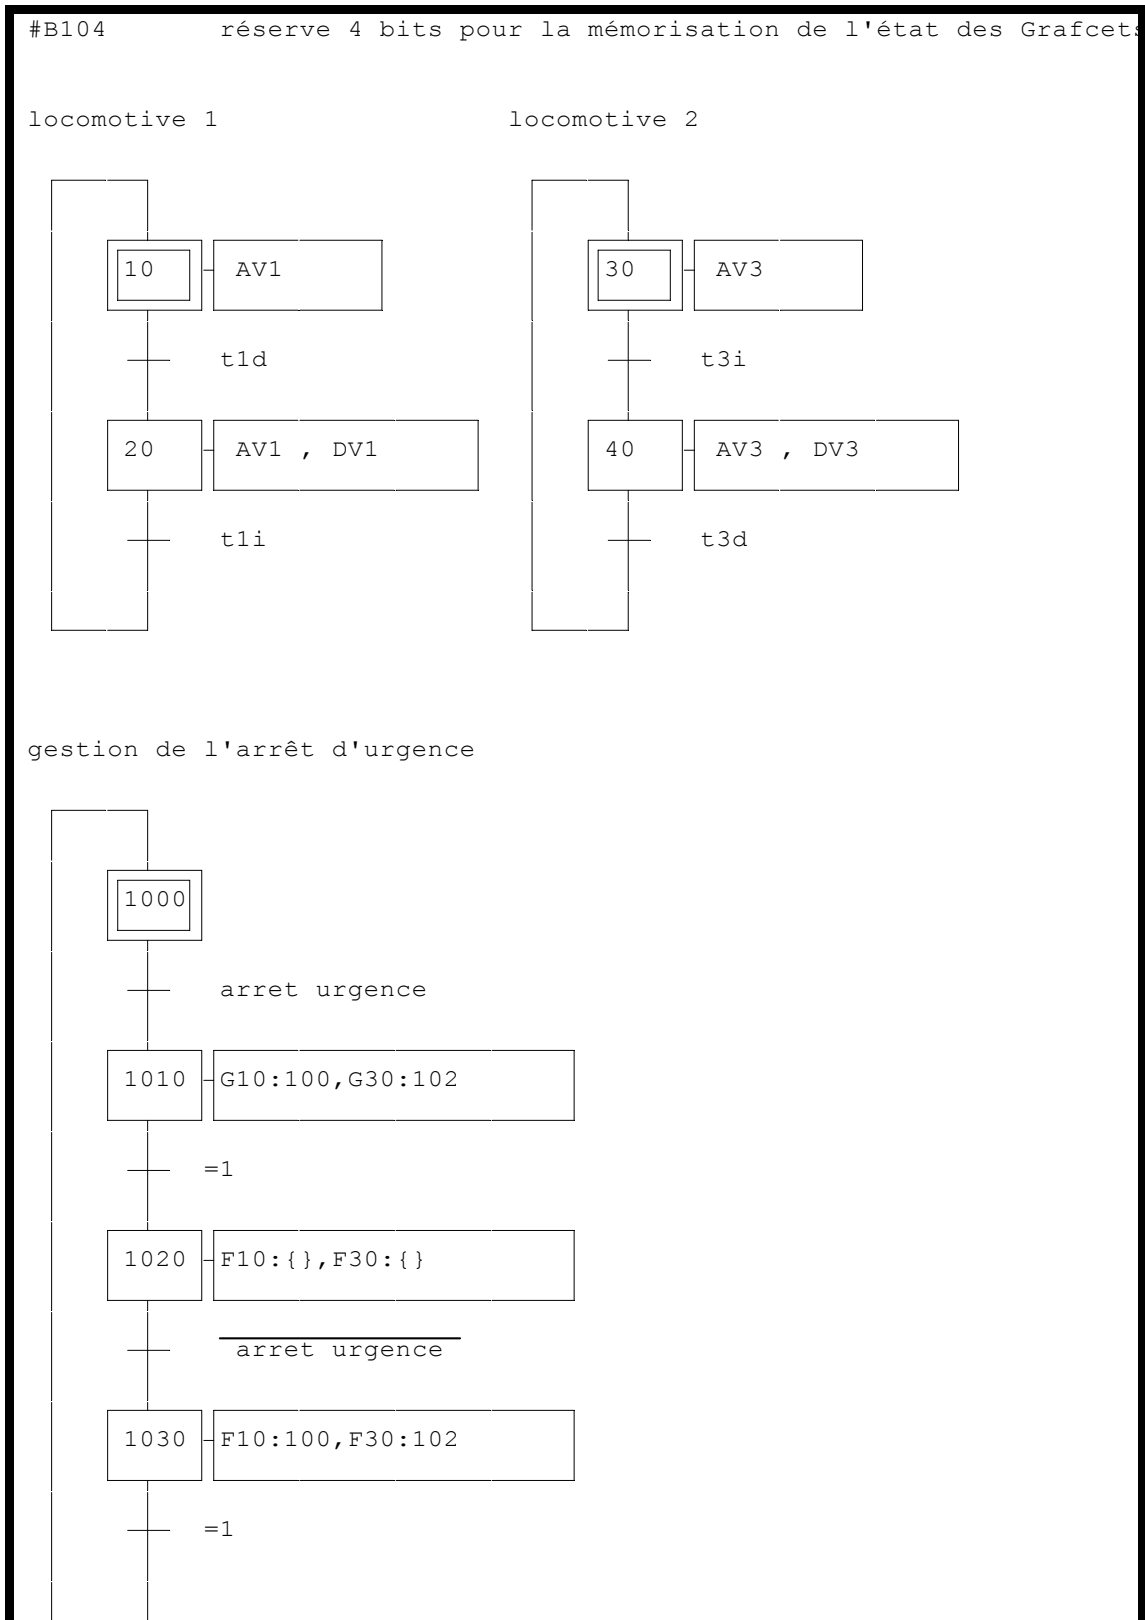 #B104 réserve 4 bits pour la mémorisation de l'état des Grafcets
locomotive 1 locomotive 2
10 AV1 30 AV3
t1d t3i
20 AV1 , DV1 40 AV3 , DV3
t1i t3d
gestion de l'arrêt d'urgence
1000
arret urgence
1010 G10:100,G30:102
=1
1020 F10:{},F30:{}
arret urgence
1030 F10:100,F30:102
=1